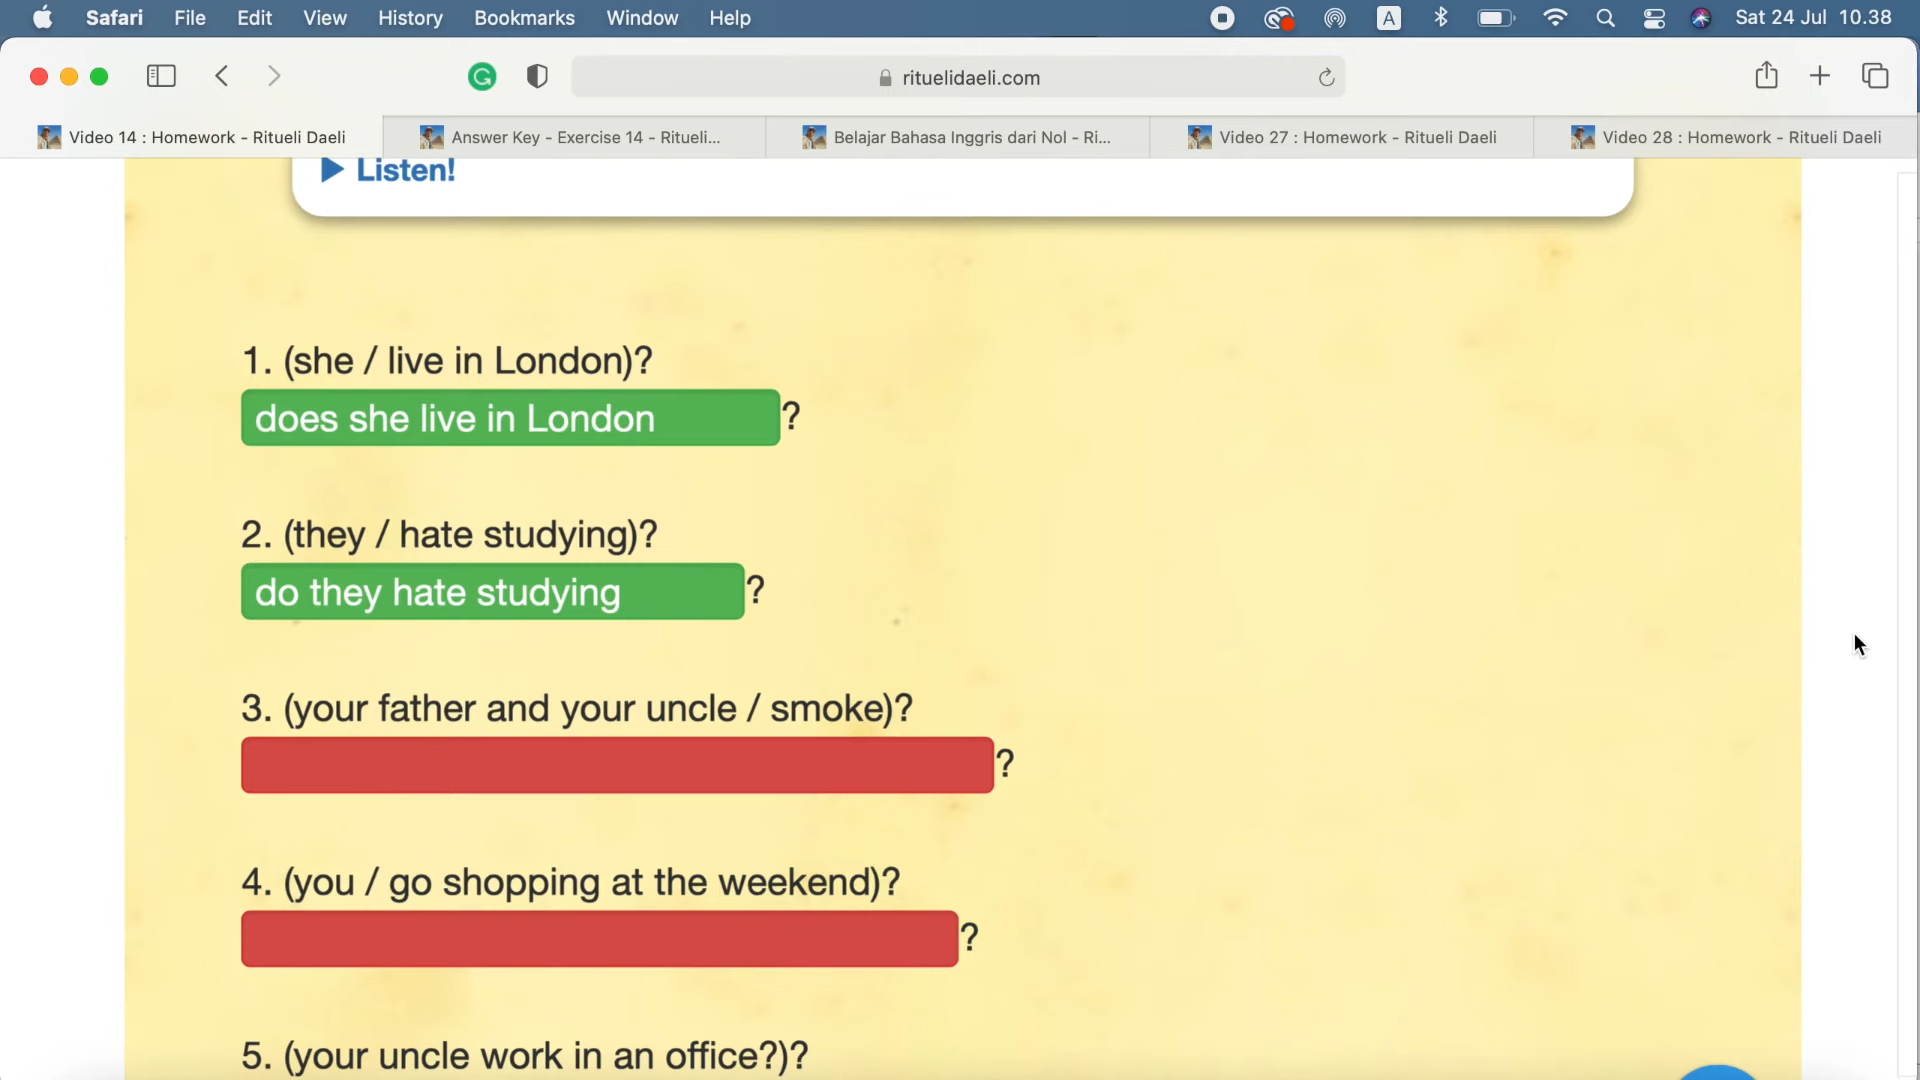 Safari File Edit View History Bookmarks Window Help A Sat 24 Jul 10.38
rituelidaeli.com
Video 14 : Homework - Ritueli Daeli
Answer Key - Exercise 14 - Ritueli...
Belajar Bahasa Inggris dari Nol - Ri...
Video 27 : Homework - Ritueli Daeli
Video 28 : Homework - Ritueli Daeli
Listen!
1. (she / live in London)?
does she live in London ?
2. (they / hate studying)?
do they hate studying ?
3. (your father and your uncle / smoke)?
?
4. (you / go shopping at the weekend)?
?
5. (your uncle work in an office?)?